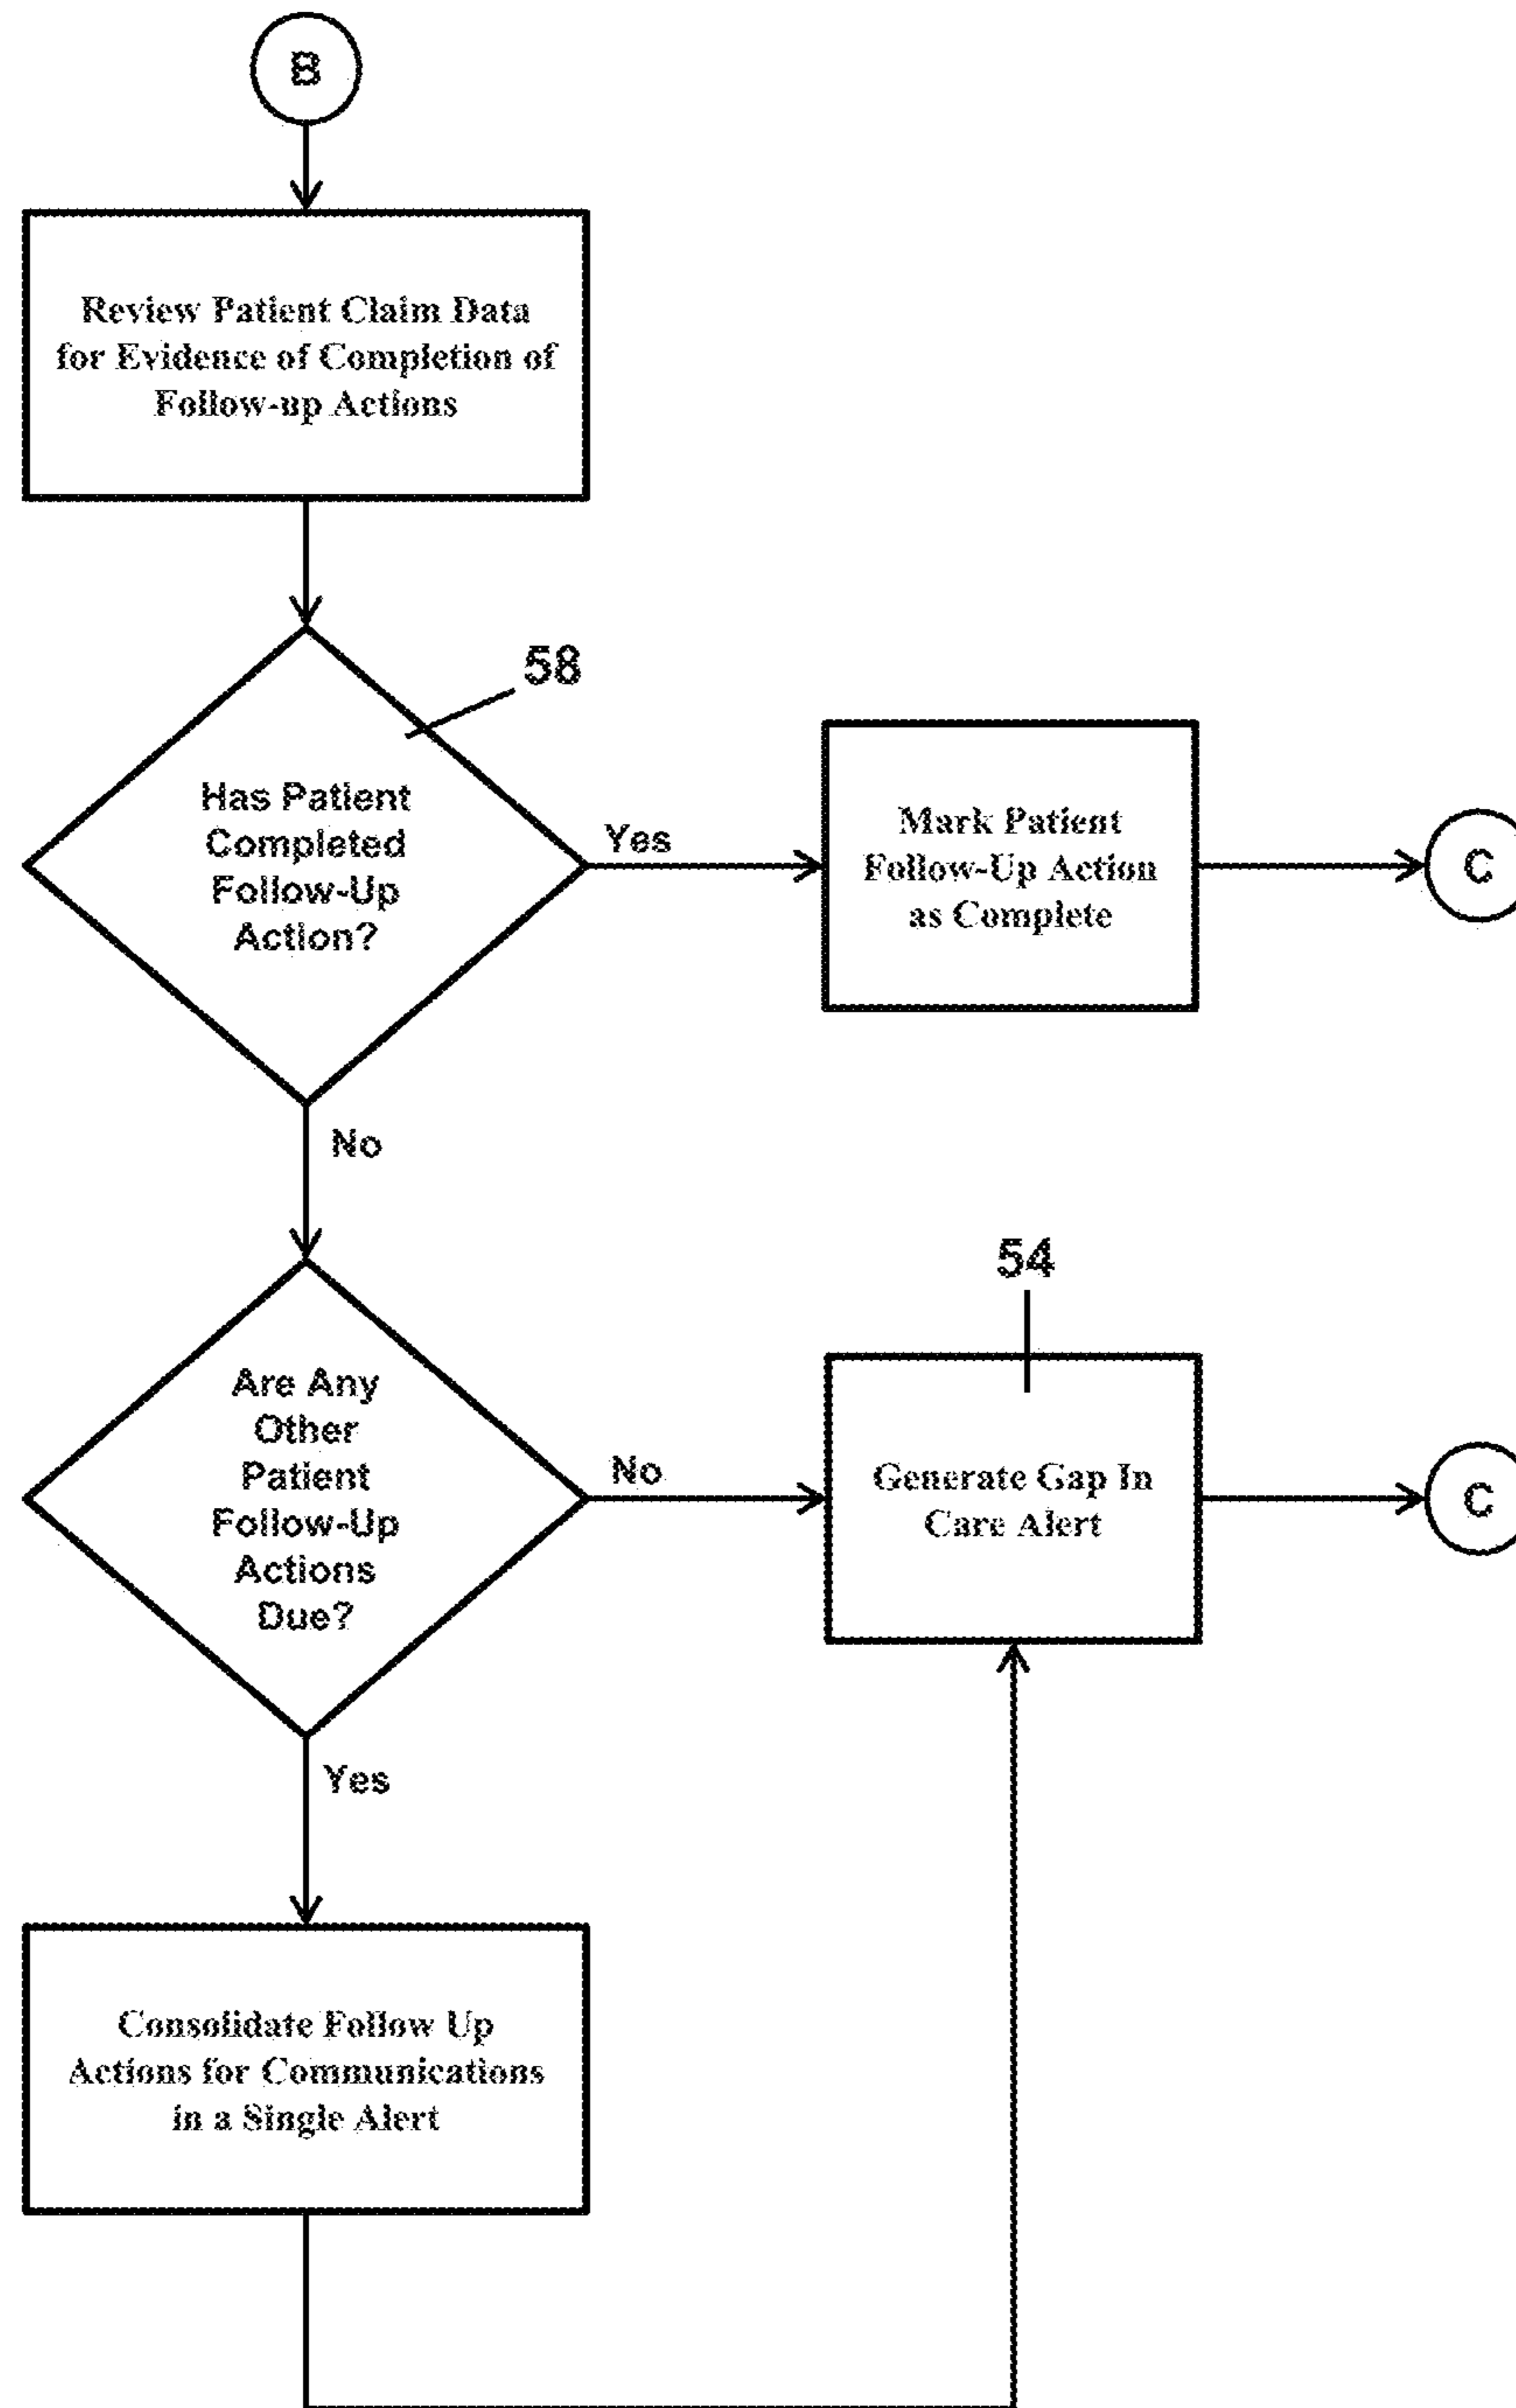 B
Review Patient Claim Data
for Evidence of Completion of
Follow-up Actions
58
Has Patient
Completed
Follow-Up
Action?
Yes
Mark Patient
Follow-Up Action
as Complete
C
No
54
Are Any
Other
Patient
Follow-Up
Actions
Due?
No
Generate Gap In
Care Alert
C
Yes
Consolidate Follow Up
Actions for Communications
in a Single Alert